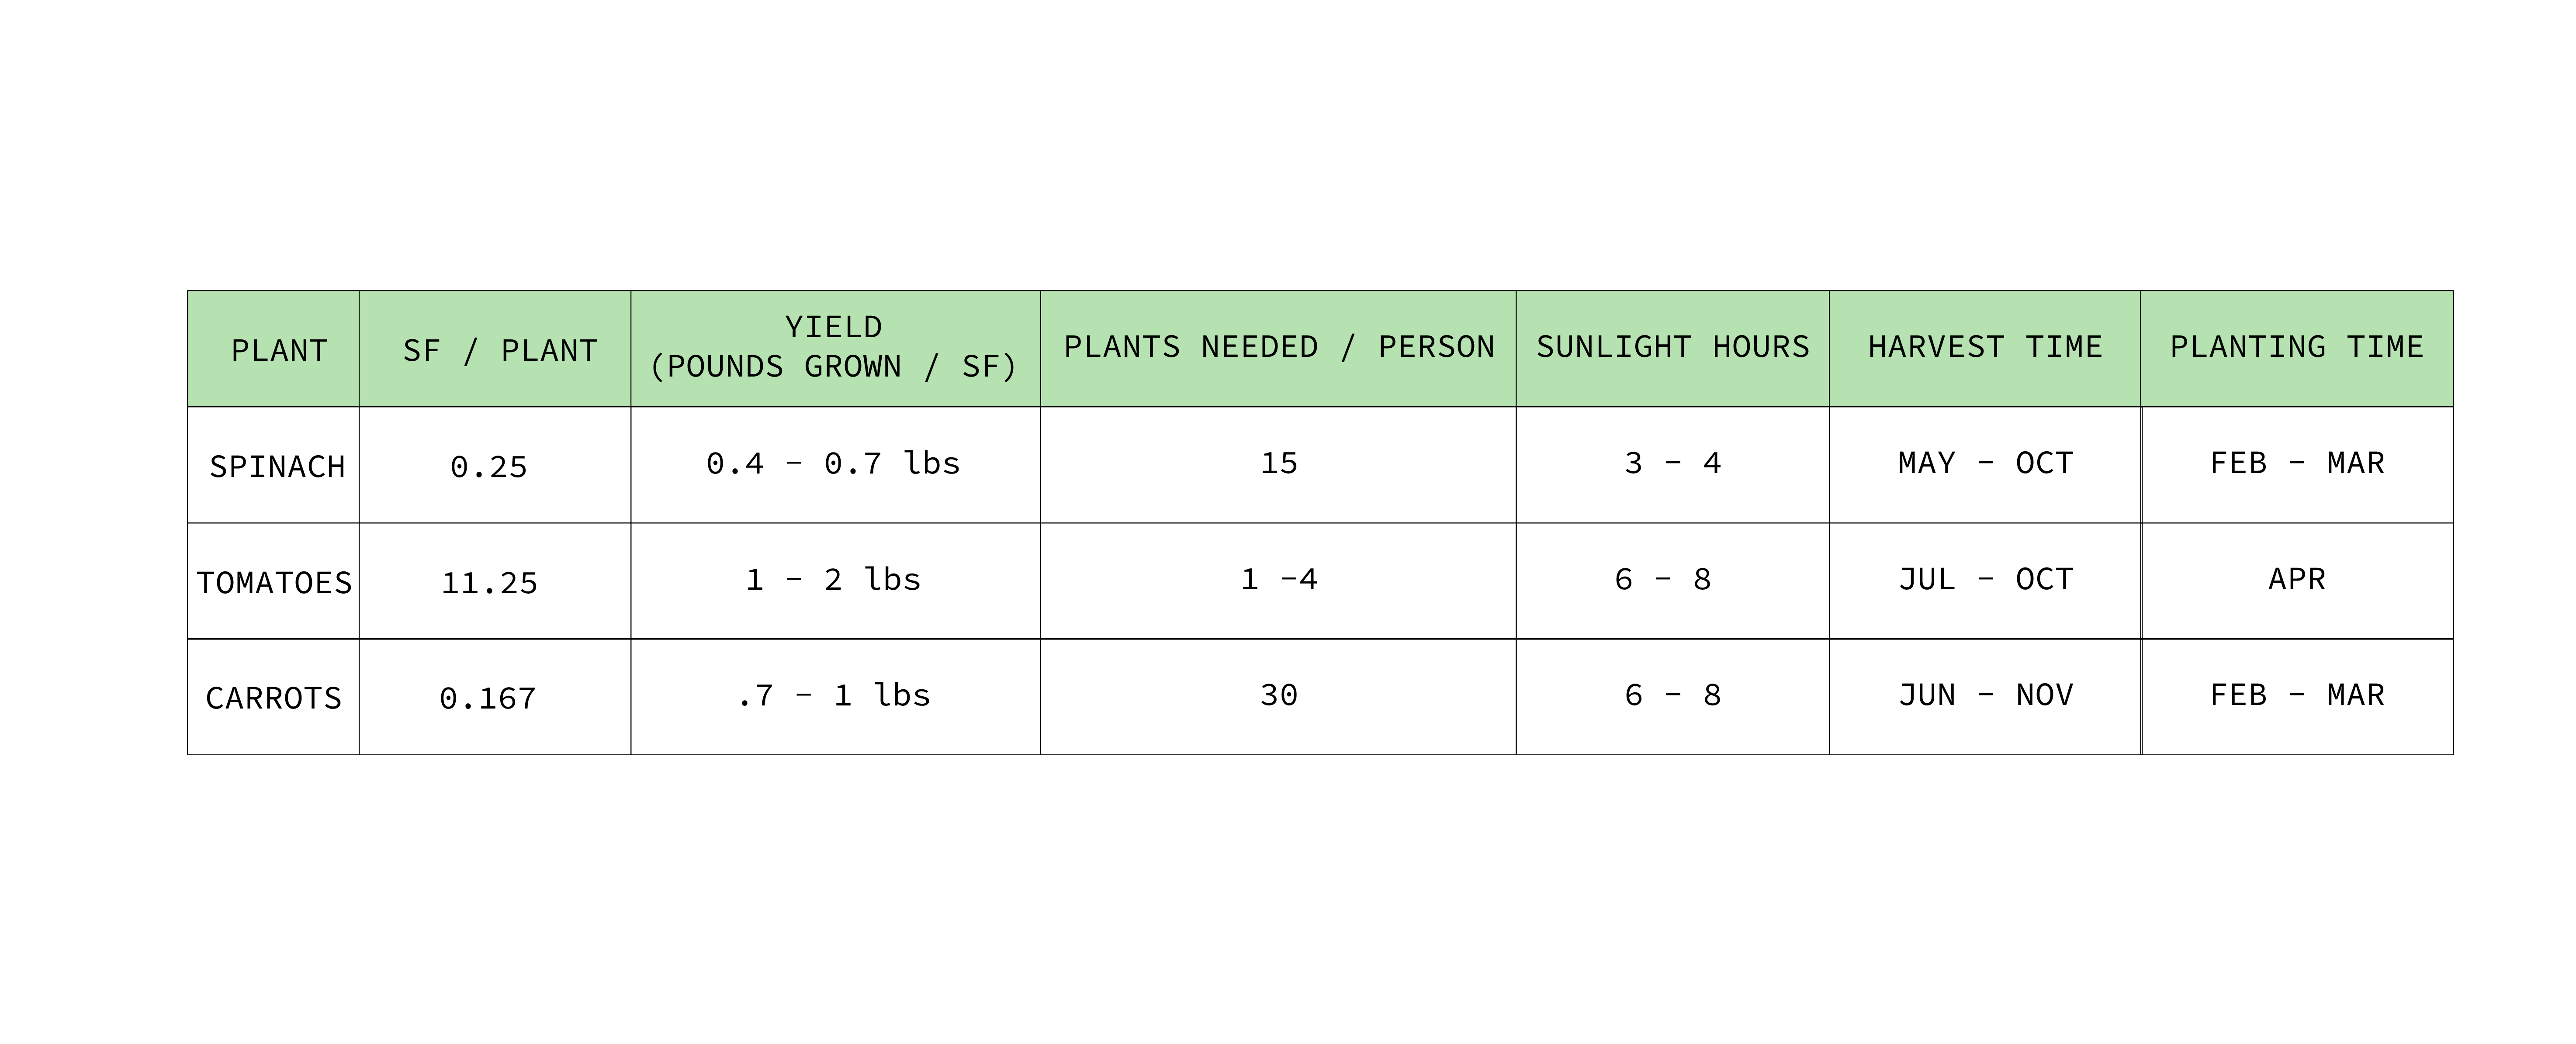 PLANT SF / PLANT YIELD (POUNDS GROWN / SF) PLANTS NEEDED / PERSON SUNLIGHT HOURS HARVEST TIME PLANTING TIME
SPINACH 0.25 0.4 - 0.7 lbs 15 3 - 4 MAY - OCT FEB - MAR
TOMATOES 11.25 1 - 2 lbs 1 -4 6 - 8 JUL - OCT APR
CARROTS 0.167 .7 - 1 lbs 30 6 - 8 JUN - NOV FEB - MAR